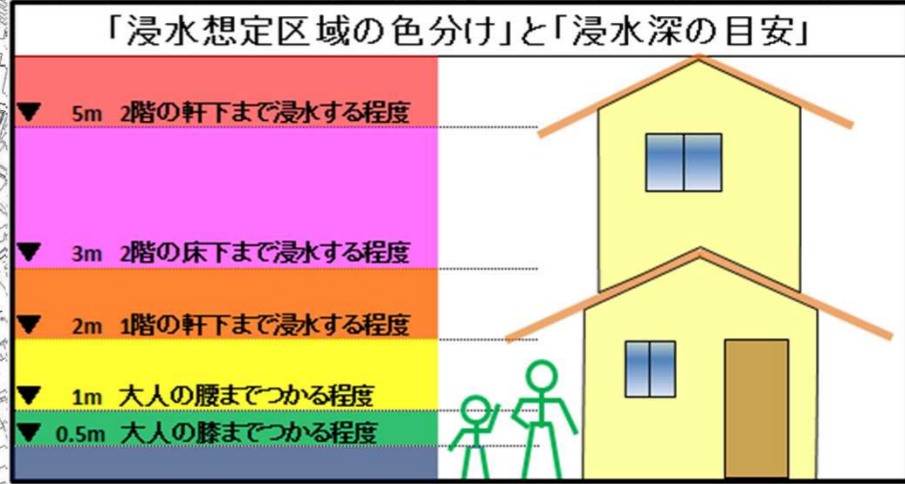 「浸水想定区域の色分け」と「浸水深の目安」
▼ 5m 2階の軒下まで浸水する程度
▼ 3m 2階の床下まで浸水する程度
▼ 2m 1階の軒下まで浸水する程度
▼ 1m 大人の腰までつかる程度
▼ 0.5m 大人の膝までつかる程度